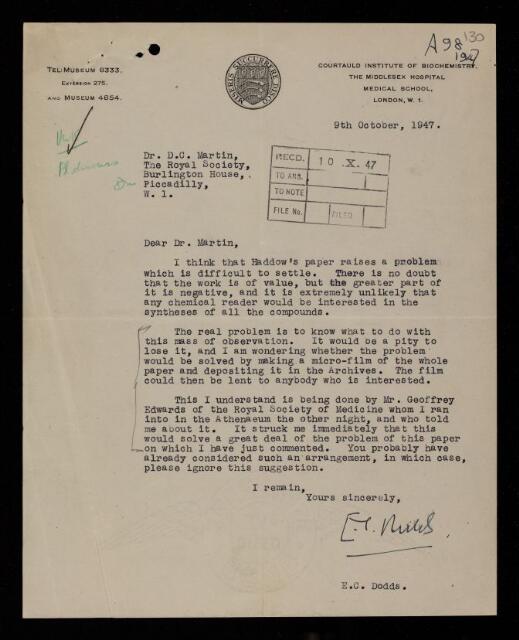 A98 130
1947
TEL: MUSEUM 8333.
EXTENSION 275.
AND MUSEUM 4854.
MISERIS SUCCURRERE DISCO
COURTAULD INSTITUTE OF BIOCHEMISTRY.
THE MIDDLESEX HOSPITAL
MEDICAL SCHOOL,
LONDON, W. 1.
9th October, 1947.
Pl discuss
Dr. D.C. Martin,
The Royal Society,
Burlington House,
Piccadilly,
W. 1.
RECD. 10 .X. 47
TO ANS.
TO NOTE
FILE No. FILED
Dear Dr. Martin,
I think that Haddow's paper raises a problem
which is difficult to settle. There is no doubt
that the work is of value, but the greater part of
it is negative, and it is extremely unlikely that
any chemical reader would be interested in the
syntheses of all the compounds.
The real problem is to know what to do with
this mass of observation. It would be a pity to
lose it, and I am wondering whether the problem
would be solved by making a micro-film of the whole
paper and depositing it in the Archives. The film
could then be lent to anybody who is interested.
This I understand is being done by Mr. Geoffrey
Edwards of the Royal Society of Medicine whom I ran
into in the Athenaeum the other night, and who told
me about it. It struck me immediately that this
would solve a great deal of the problem of this paper
on which I have just commented. You probably have
already considered such an arrangement, in which case,
please ignore this suggestion.
I remain,
Yours sincerely,
E.C. Dodds
E.C. Dodds.